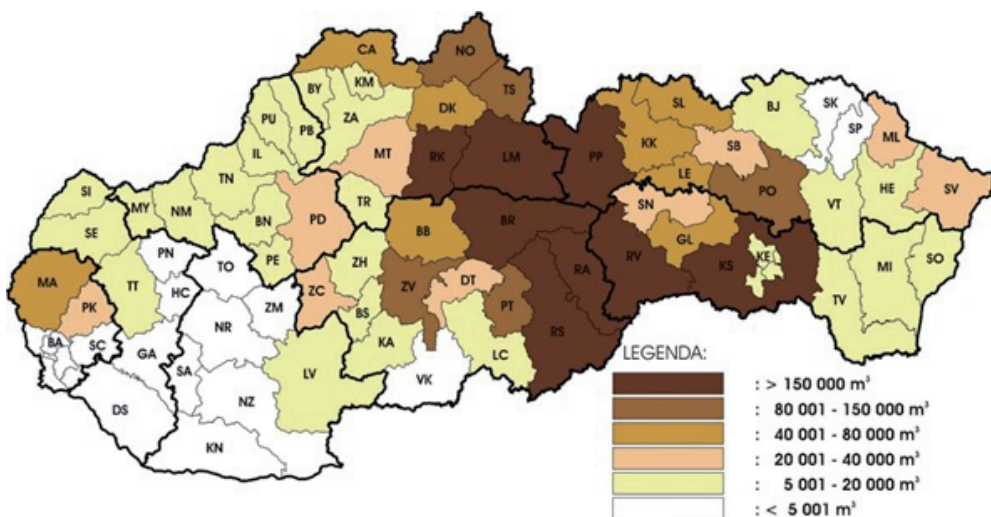 CA
NO
KM
BY
TS
DK
SL
BJ
SK
PU
PB
ZA
SP
ML
KK
SB
IL
MT
RK
LM
PP
LE
PO
HE
SV
SI
TN
TR
SN
VT
MY
NM
BN
PD
BR
SE
BB
GL
PN
PE
ZH
RV
KE
SO
TO
RA
KS
MI
MA
TT
HC
ZC
ZV
DT
PK
ZM
BS
PT
TV
NR
RS
BA
SC
KA
GA
LC
SA
LV
VK
DS
NZ
KN
LEGENDA:
: > 150 000 m³
: 80 001 - 150 000 m³
: 40 001 - 80 000 m³
: 20 001 - 40 000 m³
: 5 001 - 20 000 m³
: < 5 001 m³